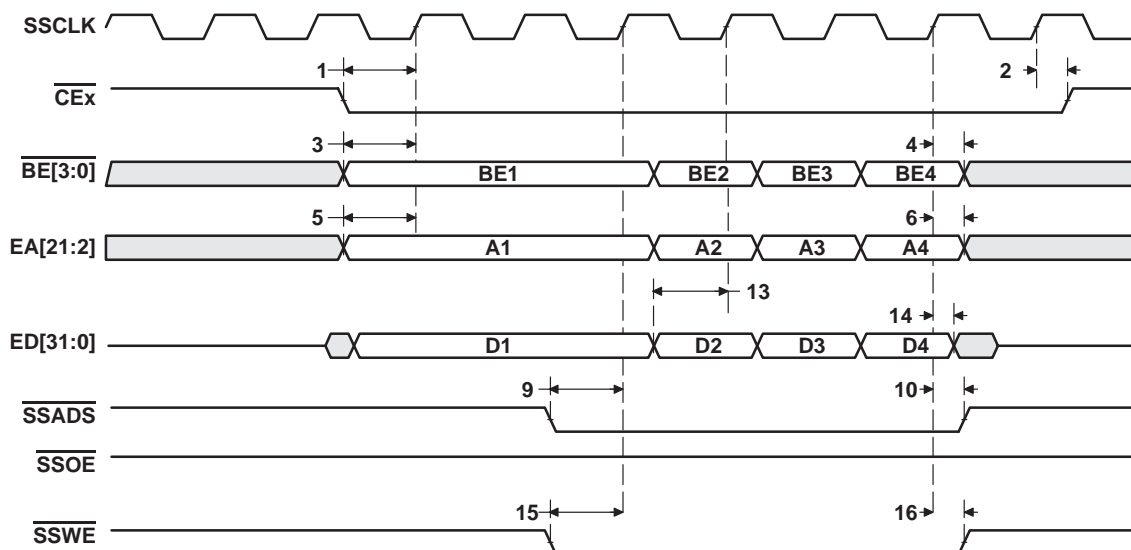 SSCLK
1
2
CEx
3
4
BE[3:0]
BE1
BE2
BE3
BE4
5
6
EA[21:2]
A1
A2
A3
A4
13
14
ED[31:0]
D1
D2
D3
D4
9
10
SSADS
SSOE
15
16
SSWE